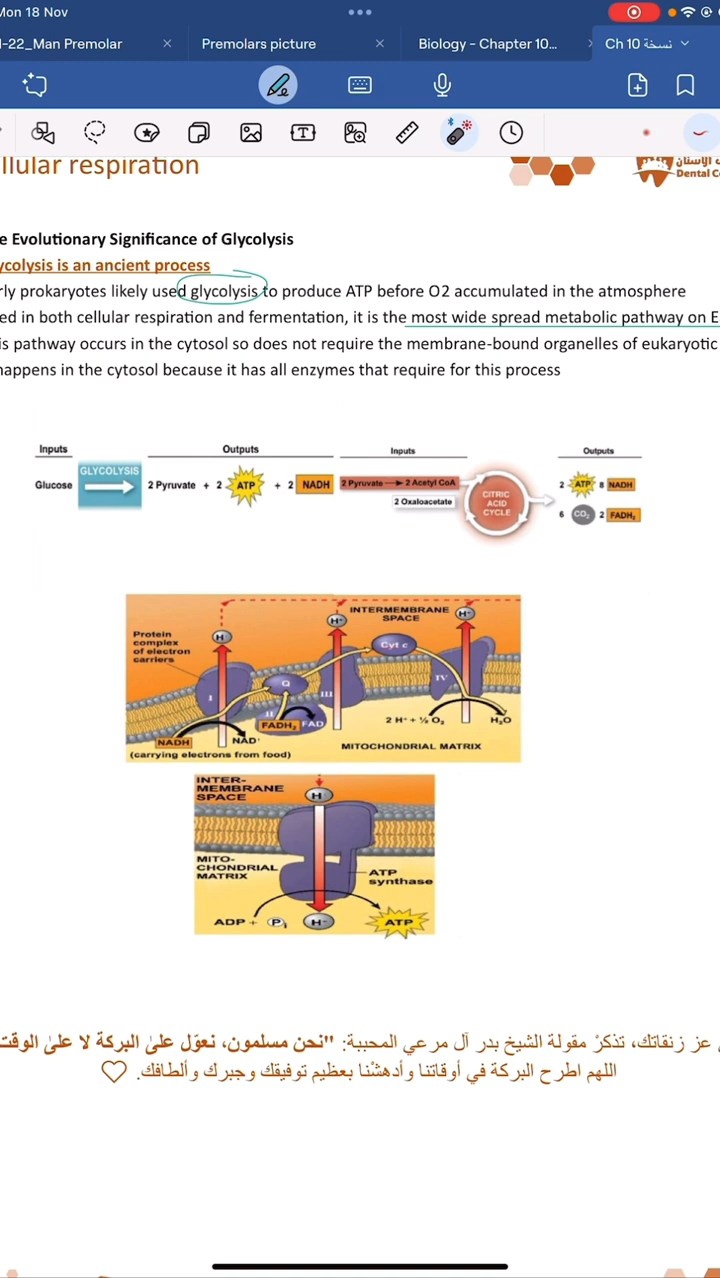 Mon 18 Nov
-22_Man Premolar
Premolars picture
Biology - Chapter 10...
نسخة Ch 10
llular respiration
Dental C
e Evolutionary Significance of Glycolysis
ycolysis is an ancient process
rly prokaryotes likely used glycolysis to produce ATP before O2 accumulated in the atmosphere
ed in both cellular respiration and fermentation, it is the most wide spread metabolic pathway on E
is pathway occurs in the cytosol so does not require the membrane-bound organelles of eukaryotic
happens in the cytosol because it has all enzymes that require for this process
Inputs Outputs Inputs Outputs
GLYCOLYSIS
Glucose 2 Pyruvate + 2 ATP + 2 NADH 2 Pyruvate 2 Acetyl CoA 2 ATP 8 NADH
2 Oxaloacetate CITRIC ACID CYCLE 6 CO₂ 2 FADH₂
INTERMEMBRANE SPACE
Protein complex of electron carriers
H⁺ H⁺ H⁺
Cyt c
Q
I II III IV
FADH₂ FAD
2 H⁺ + ½ O₂ H₂O
NADH NAD⁺
(carrying electrons from food)
MITOCHONDRIAL MATRIX
INTER-
MEMBRANE
SPACE
H⁺
MITO-
CHONDRIAL
MATRIX
ATP
synthase
ADP + P i H⁺ ATP
عز زنقاتك، تذكرْ مقولة الشيخ بدر آل مرعي المحببة: "نحن مسلمون، نعوّل علىٰ البركة لا علىٰ الوقت
اللهم اطرح البركة في أوقاتنا وأدهشْنا بعظيم توفيقك وجبرك وألطافك.